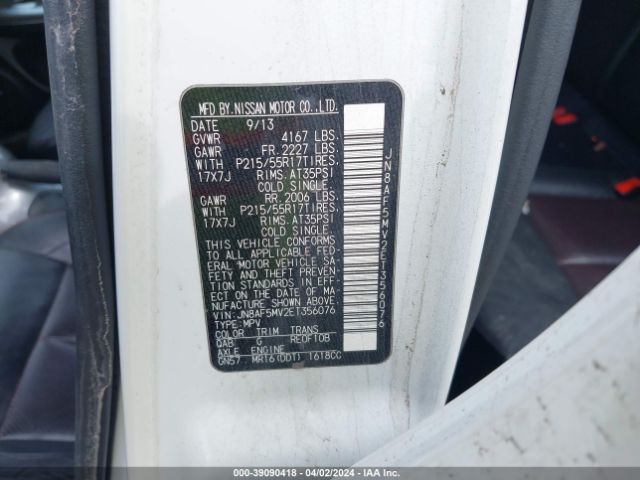 MFD BY NISSAN MOTOR CO., LTD.
DATE 9/13
GVWR 4167 LBS.
GAWR FR. 2227 LBS.
WITH P215/55R17TIRES,
17X7J RIMS, AT35PSI
COLD SINGLE.
GAWR RR. 2006 LBS.
WITH P215/55R17TIRES,
17X7J RIMS, AT35PSI
COLD SINGLE.
THIS VEHICLE CONFORMS
TO ALL APPLICABLE FED-
ERAL MOTOR VEHICLE SA-
FETY AND THEFT PREVEN-
TION STANDARDS IN EFF-
ECT ON THE DATE OF MA-
NUFACTURE SHOWN ABOVE.
VIN: JN8AF5MV2ET356076
TYPE: MPV
COLOR TRIM TRANS
QAB G RE0F10B
AXLE ENGINE
GN57 MR16(DDT) 1618CC
JN8AF5MV2ET356076
000-39090418 - 04/02/2024 - IAA Inc.